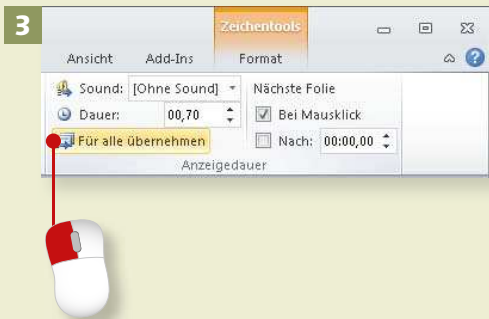 3
Zeichentools
Ansicht Add-Ins Format
Sound: [Ohne Sound] Nächste Folie
Dauer: 00,70 Bei Mausklick
Für alle übernehmen Nach: 00:00,00
Anzeigedauer